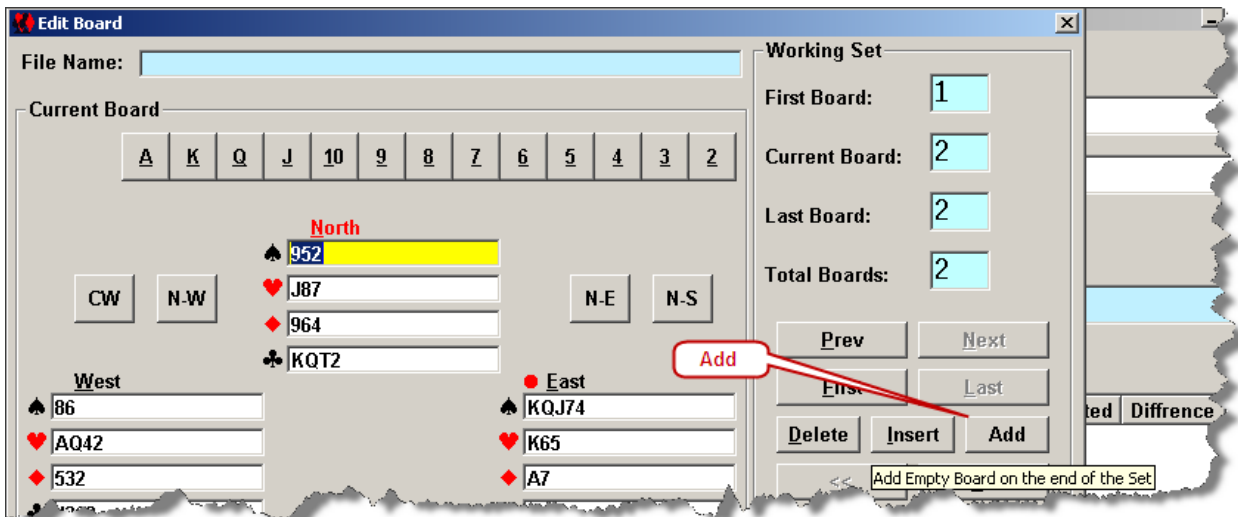 Edit Board
File Name:
Current Board
A K Q J 10 9 8 7 6 5 4 3 2
North
952
J87
964
KQT2
CW N-W
N-E N-S
West
86
AQ42
532
East
KQJ74
K65
A7
Working Set
First Board: 1
Current Board: 2
Last Board: 2
Total Boards: 2
Prev Next
First Last
Delete Insert Add
<<
Add
Add Empty Board on the end of the Set
ted Diffrence